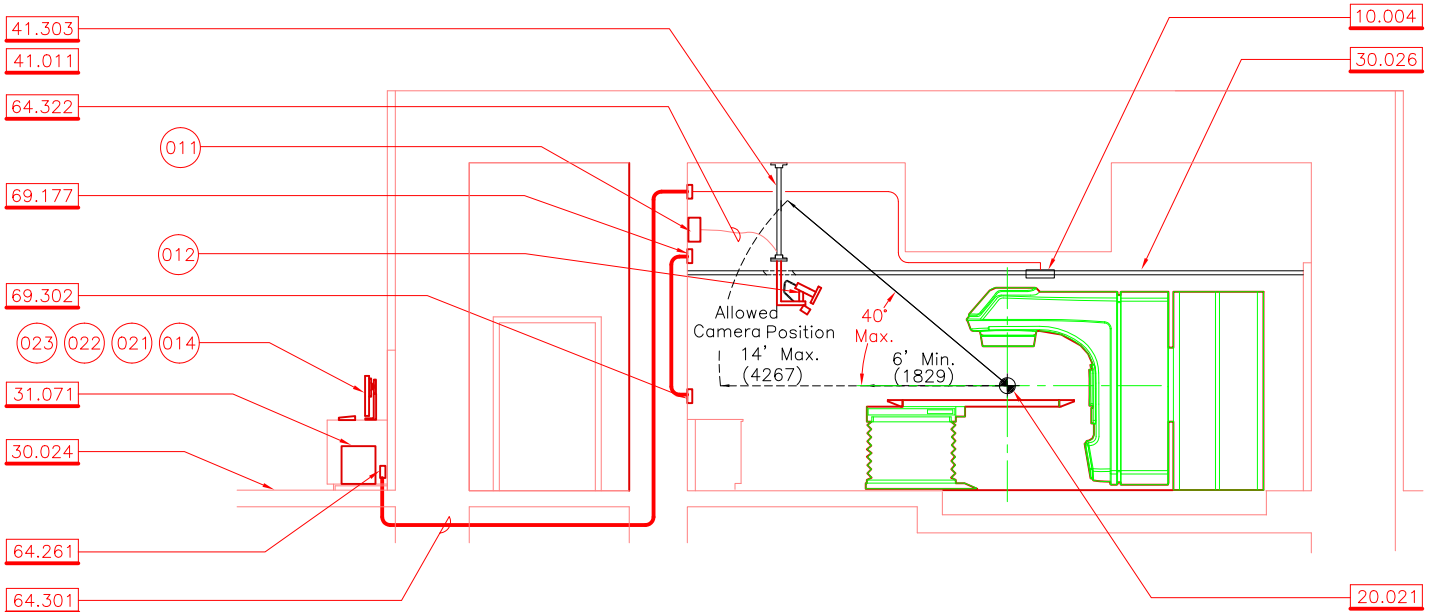 41.303
41.011
64.322
011
69.177
012
69.302
023 022 021 014
31.071
30.024
64.261
64.301
10.004
30.026
Allowed
Camera Position
14' Max.
(4267)
40°
Max.
6' Min.
(1829)
20.021